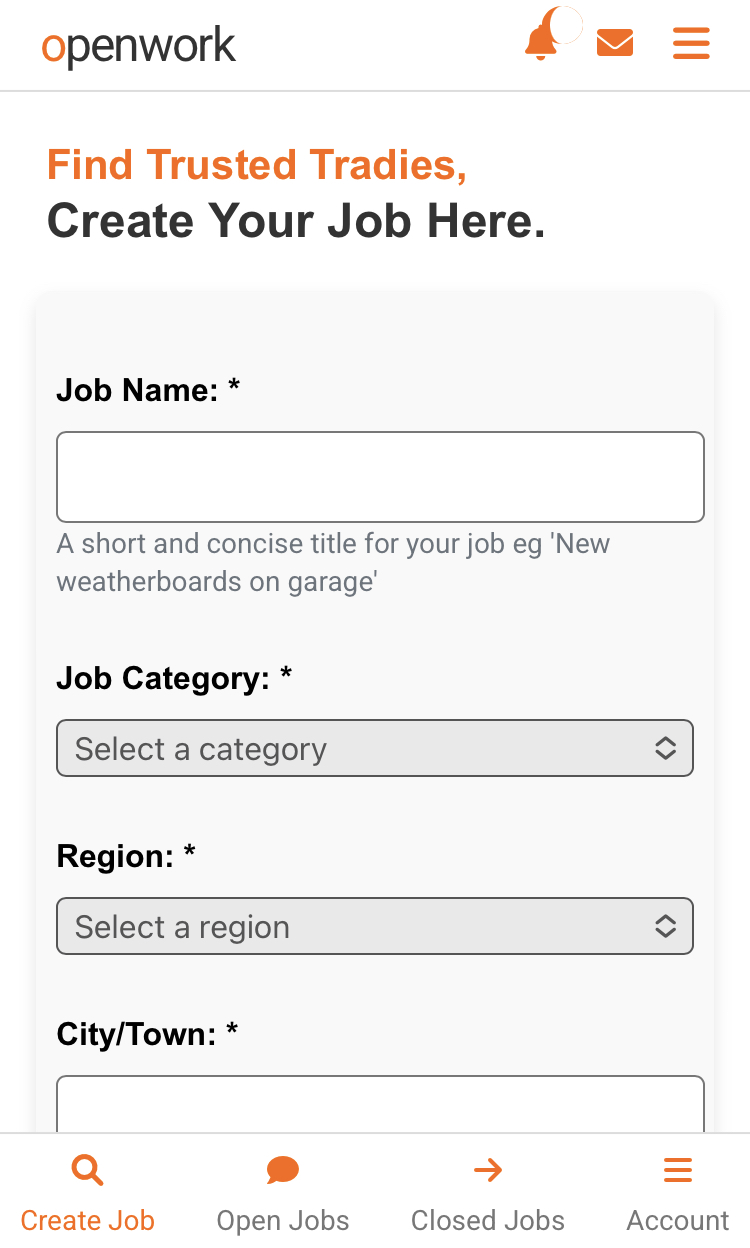 openwork
Find Trusted Tradies,
Create Your Job Here.
Job Name: *
A short and concise title for your job eg 'New
weatherboards on garage'
Job Category: *
Select a category
Region: *
Select a region
City/Town: *
Create Job
Open Jobs
Closed Jobs
Account